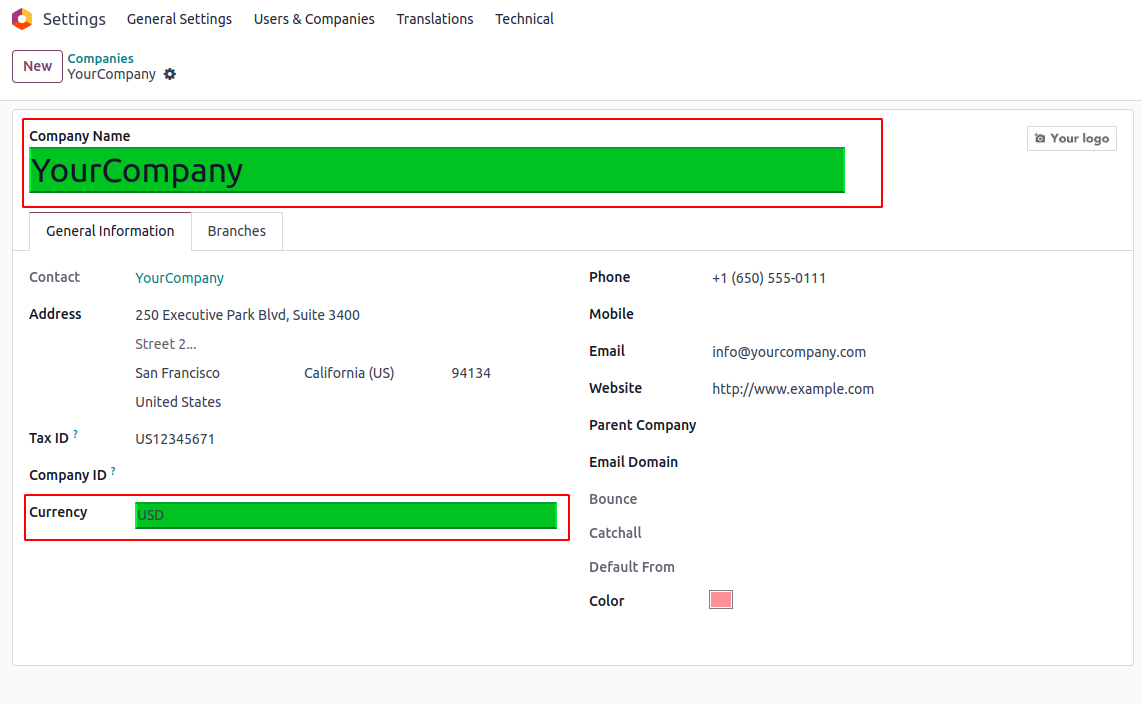 Settings General Settings Users & Companies Translations Technical
New
Companies
YourCompany
Company Name
YourCompany
Your logo
General Information Branches
Contact YourCompany
Address 250 Executive Park Blvd, Suite 3400
Street 2...
San Francisco California (US) 94134
United States
Tax ID ? US12345671
Company ID ?
Currency USD
Phone +1 (650) 555-0111
Mobile
Email info@yourcompany.com
Website http://www.example.com
Parent Company
Email Domain
Bounce
Catchall
Default From
Color